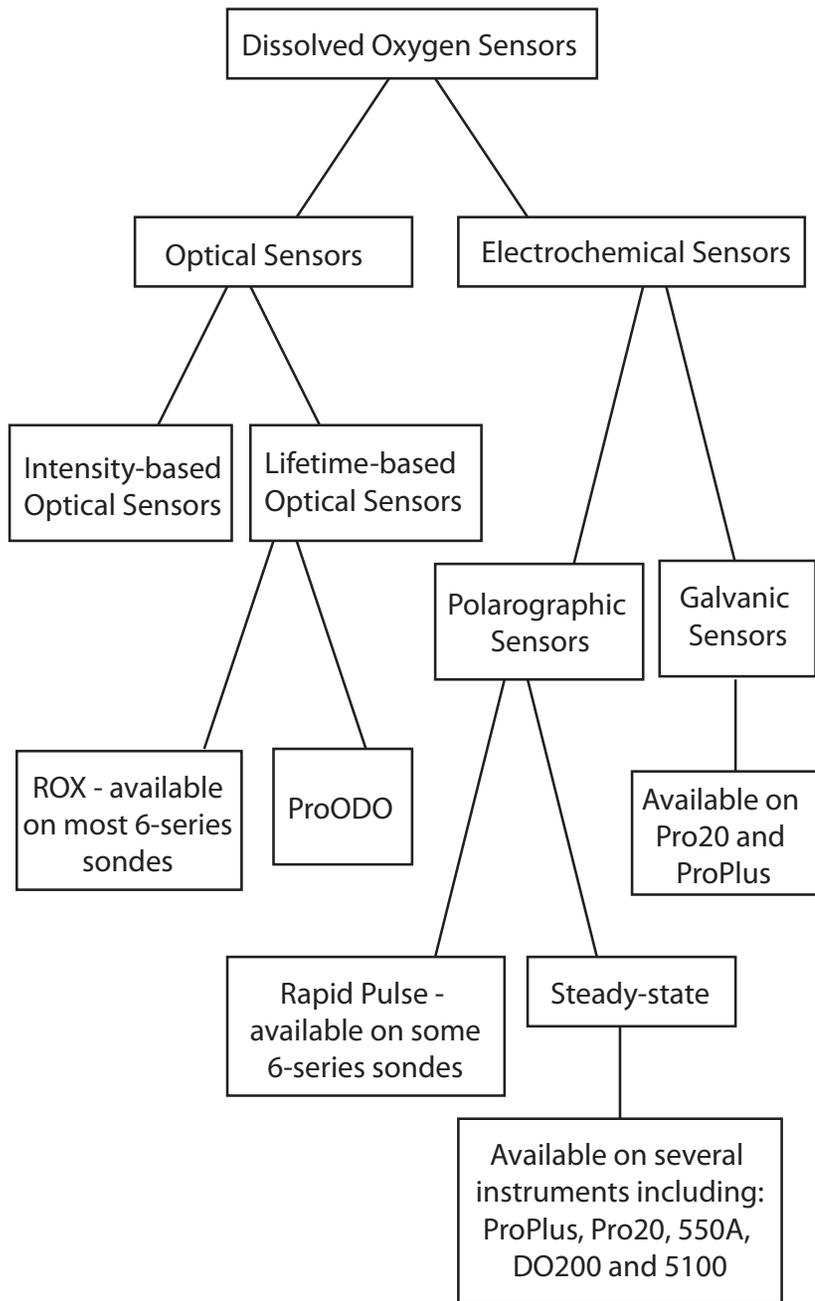 Dissolved Oxygen Sensors
Optical Sensors
Electrochemical Sensors
Intensity-based
Optical Sensors
Lifetime-based
Optical Sensors
Polarographic
Sensors
Galvanic
Sensors
ROX - available
on most 6-series
sondes
ProODO
Available on
Pro20 and
ProPlus
Rapid Pulse -
available on some
6-series sondes
Steady-state
Available on several
instruments including:
ProPlus, Pro20, 550A,
DO200 and 5100